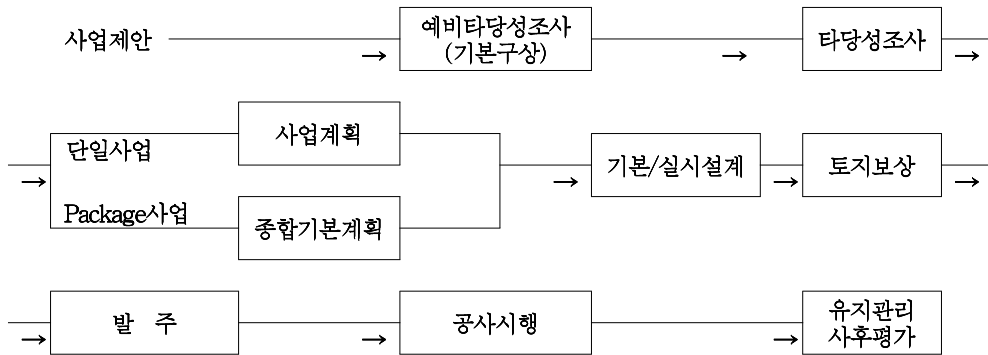 사업제안
예비타당성조사
(기본구상)
타당성조사
단일사업
사업계획
Package사업
종합기본계획
기본/실시설계
토지보상
발 주
공사시행
유지관리
사후평가